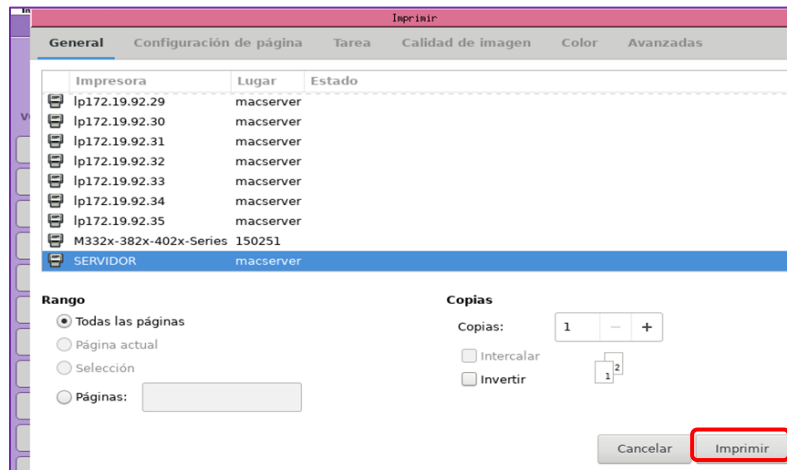 Imprimir
General Configuración de página Tarea Calidad de imagen Color Avanzadas
Impresora Lugar Estado
lp172.19.92.29 macserver
lp172.19.92.30 macserver
lp172.19.92.31 macserver
lp172.19.92.32 macserver
lp172.19.92.33 macserver
lp172.19.92.34 macserver
lp172.19.92.35 macserver
M332x-382x-402x-Series 150251
SERVIDOR macserver
Rango Copias
Todas las páginas Copias: 1 − +
Página actual Intercalar
Selección Invertir 1 2
Páginas:
Cancelar Imprimir